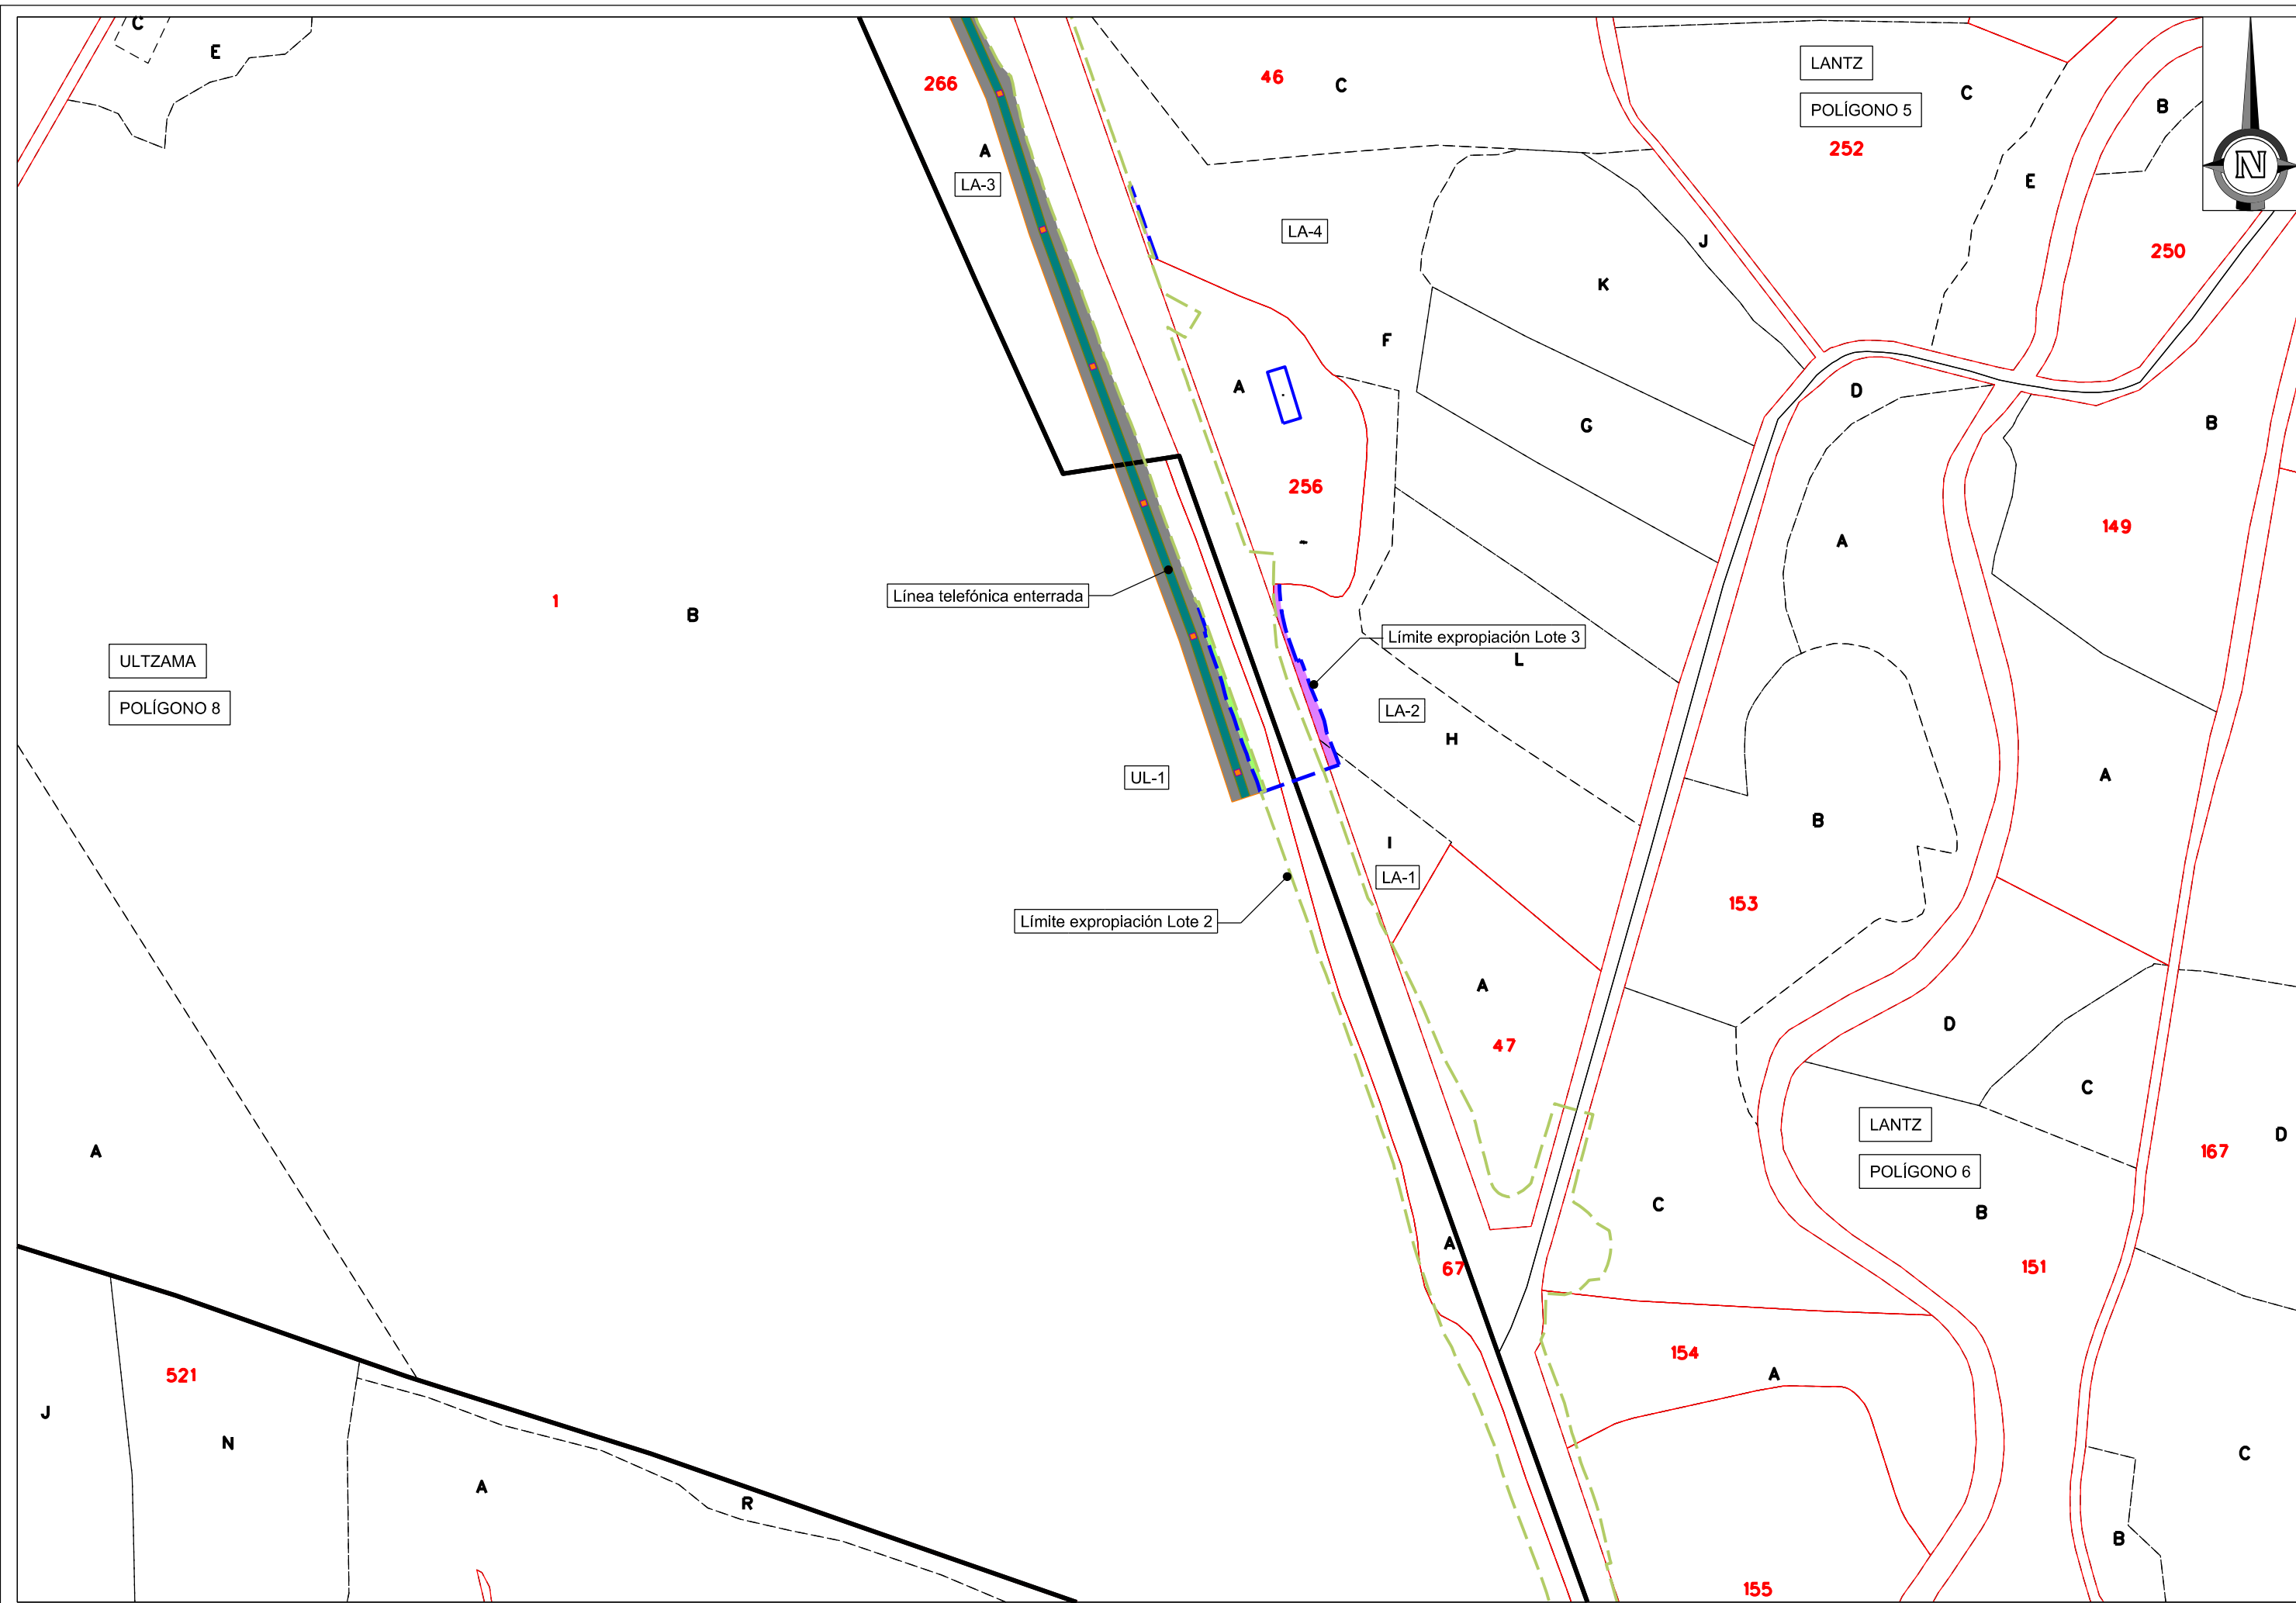 C
E
266
46
C
LANTZ
C
POLÍGONO 5
B
252
N
A
LA-3
E
LA-4
J
250
K
F
A
D
G
B
256
149
-
A
1
Línea telefónica enterrada
B
Límite expropiación Lote 3
L
ULTZAMA
POLÍGONO 8
LA-2
H
UL-1
A
B
I
LA-1
153
Límite expropiación Lote 2
A
D
47
C
LANTZ
D
A
167
POLÍGONO 6
C
B
A
67
151
154
521
A
J
N
C
A
R
B
155